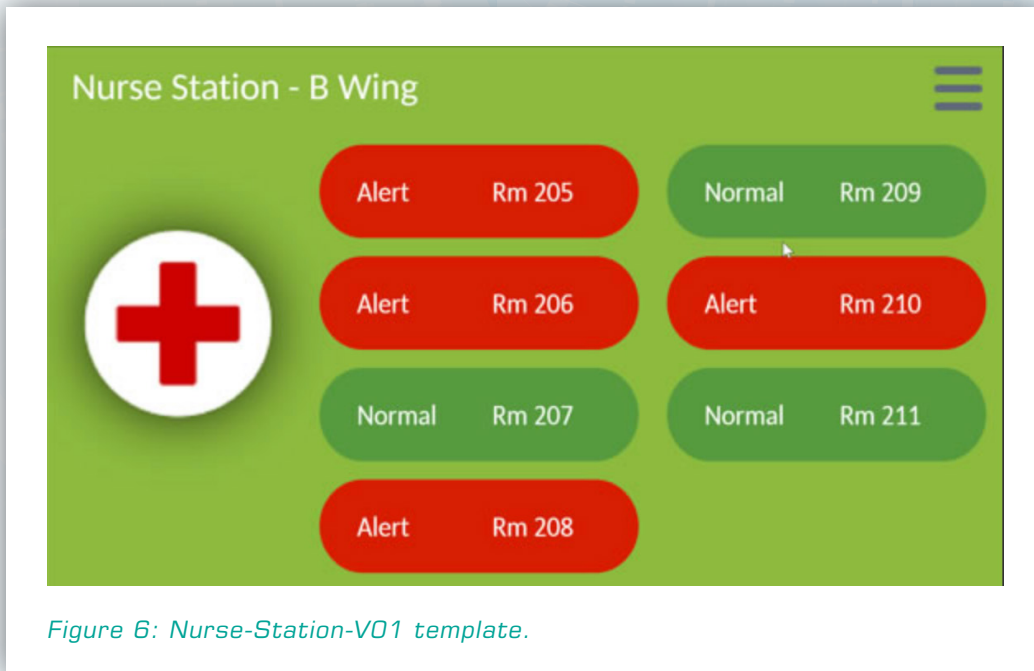 Nurse Station - B Wing
Alert Rm 205
Normal Rm 209
Alert Rm 206
Alert Rm 210
Normal Rm 207
Normal Rm 211
Alert Rm 208
Figure 6: Nurse-Station-V01 template.